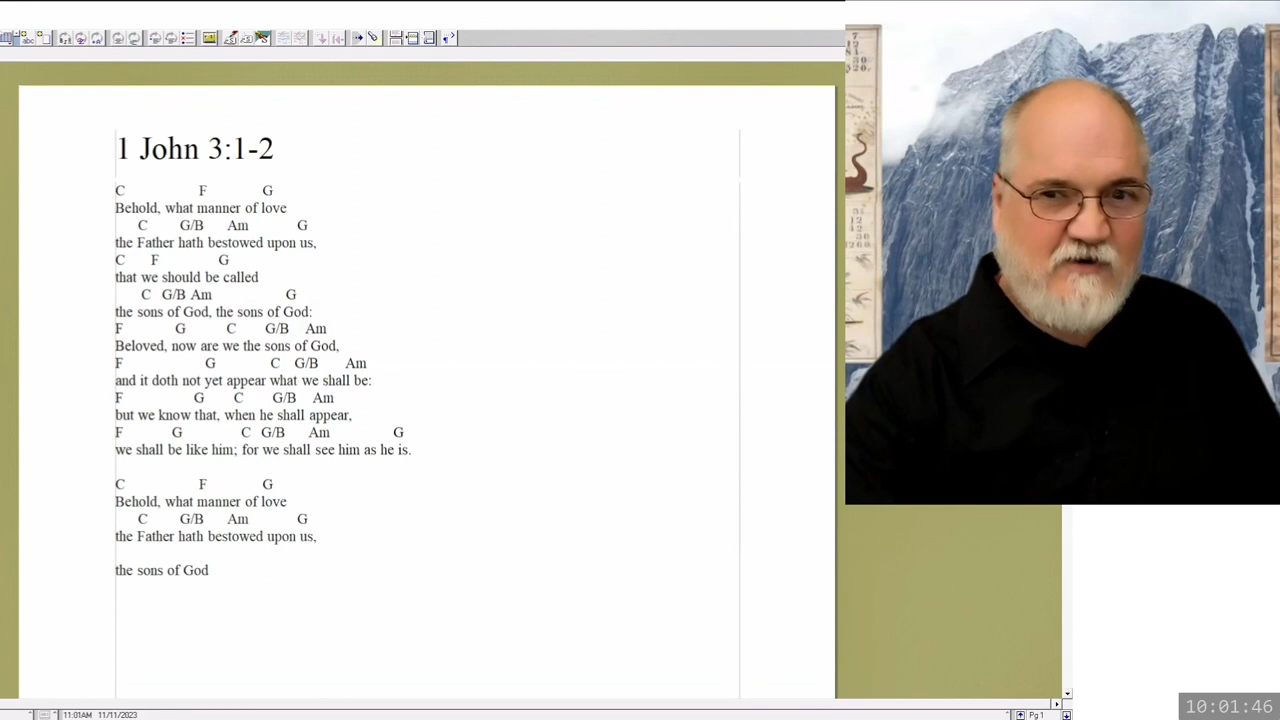 1 John 3:1-2
C F G
Behold, what manner of love
C G/B Am G
the Father hath bestowed upon us,
C F G
that we should be called
C G/B Am G
the sons of God, the sons of God:
F G C G/B Am
Beloved, now are we the sons of God,
F G C G/B Am
and it doth not yet appear what we shall be:
F G C G/B Am
but we know that, when he shall appear,
F G C G/B Am G
we shall be like him; for we shall see him as he is.
C F G
Behold, what manner of love
C G/B Am G
the Father hath bestowed upon us,
the sons of God
11:01AM 11/11/2023
Pg 1
10:01:46